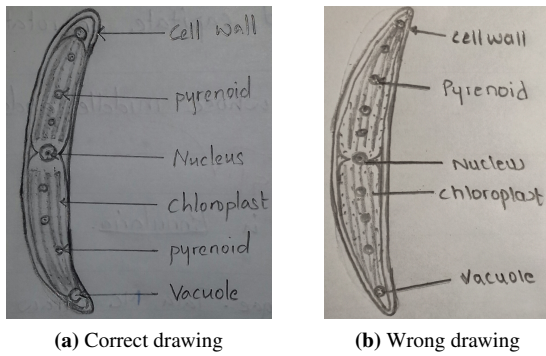 cell wall
pyrenoid
Nucleus
chloroplast
pyrenoid
Vacuole
(a) Correct drawing
cell wall
Pyrenoid
Nucleus
chloroplast
Vacuole
(b) Wrong drawing